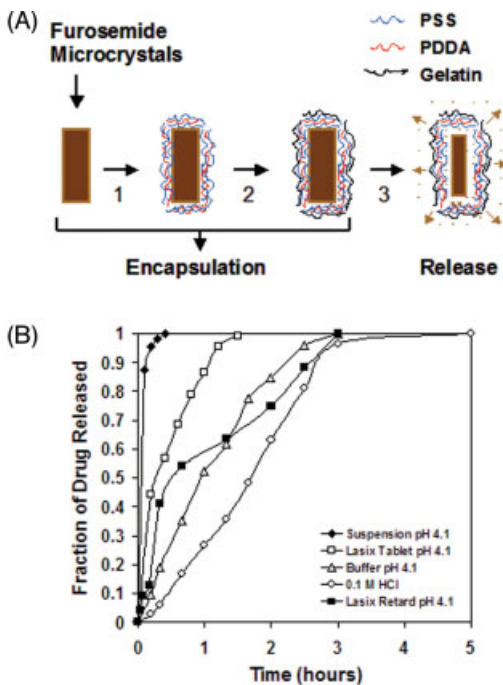 (A)
Furosemide
Microcrystals
PSS
PDDA
Gelatin
1
2
3
Encapsulation
Release
(B)
Fraction of Drug Released
1
0.9
0.8
0.7
0.6
0.5
0.4
0.3
0.2
0.1
0
Suspension pH 4.1
Lasix Tablet pH 4.1
Buffer pH 4.1
0.1 M HCl
Lasix Retard pH 4.1
0 1 2 3 4 5
Time (hours)